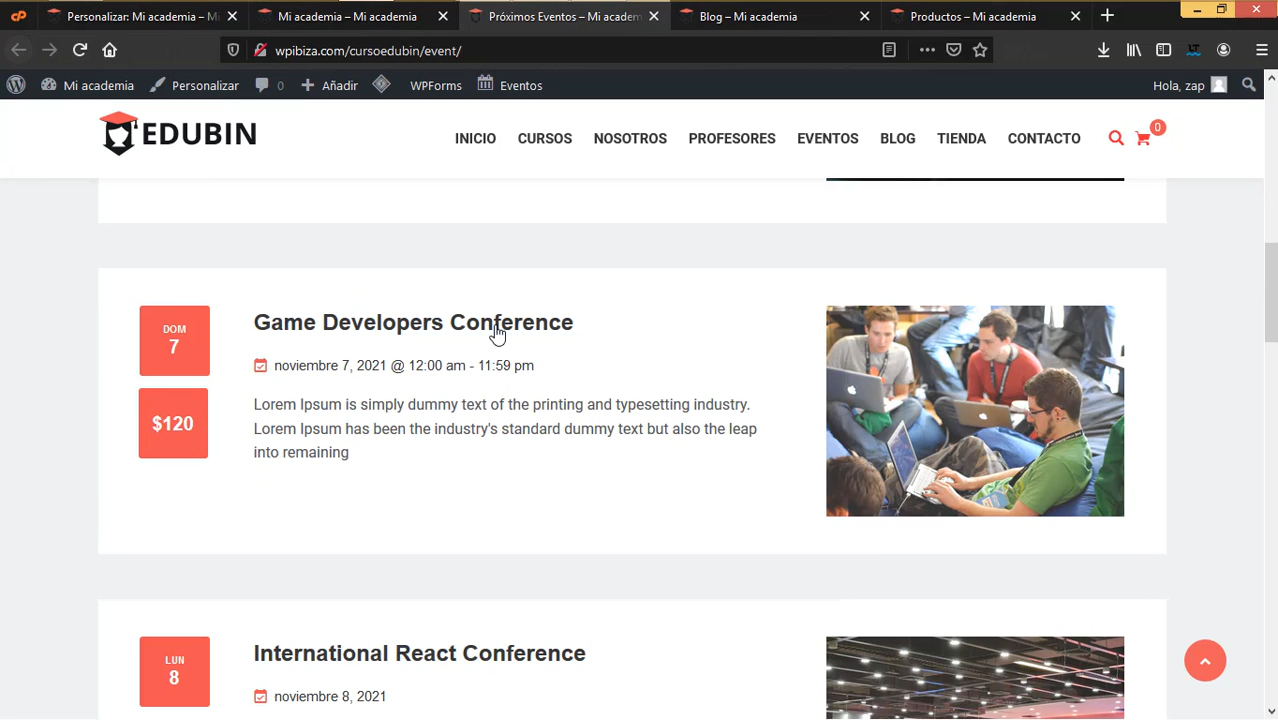 Personalizar: Mi academia – Mi
Mi academia – Mi academia
Próximos Eventos – Mi academ
Blog – Mi academia
Productos – Mi academia
wpibiza.com/cursoedubin/event/
Mi academia
Personalizar
0
Añadir
WPForms
Eventos
Hola, zap
EDUBIN
INICIO
CURSOS
NOSOTROS
PROFESORES
EVENTOS
BLOG
TIENDA
CONTACTO
0
DOM
7
$120
Game Developers Conference
noviembre 7, 2021 @ 12:00 am - 11:59 pm
Lorem Ipsum is simply dummy text of the printing and typesetting industry.
Lorem Ipsum has been the industry's standard dummy text but also the leap
into remaining
LUN
8
International React Conference
noviembre 8, 2021